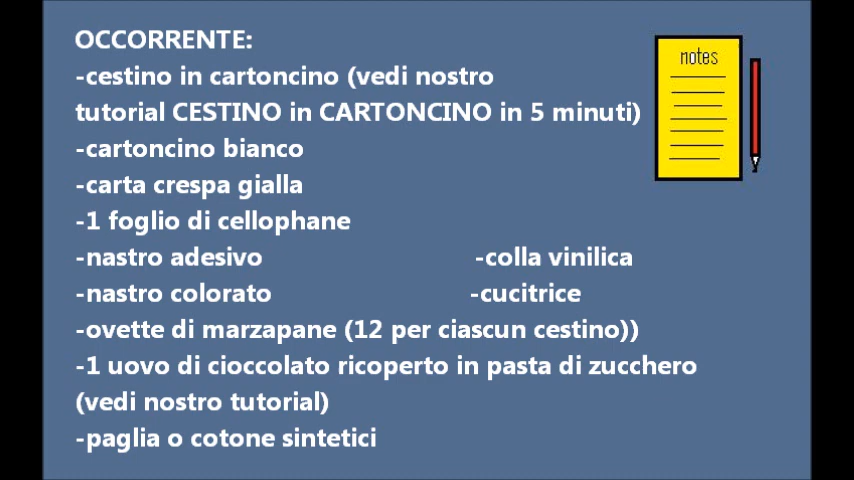 OCCORRENTE:
-cestino in cartoncino (vedi nostro
tutorial CESTINO in CARTONCINO in 5 minuti)
-cartoncino bianco
-carta crespa gialla
-1 foglio di cellophane
-nastro adesivo -colla vinilica
-nastro colorato -cucitrice
-ovette di marzapane (12 per ciascun cestino))
-1 uovo di cioccolato ricoperto in pasta di zucchero
(vedi nostro tutorial)
-paglia o cotone sintetici
notes